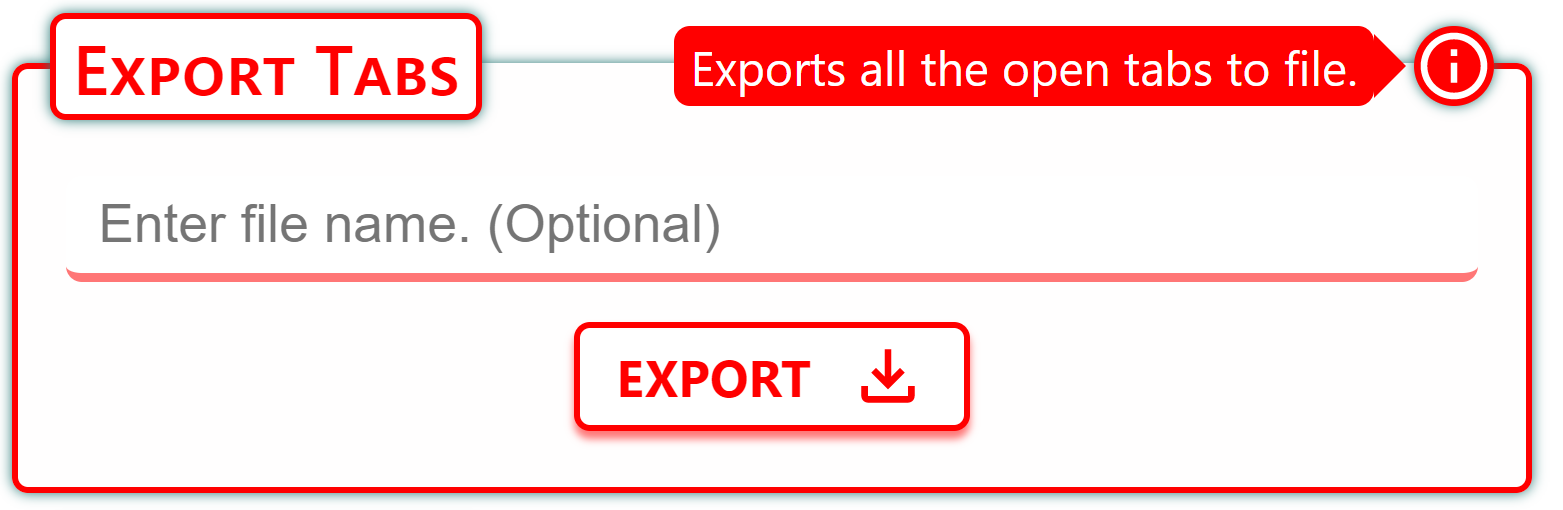 Export Tabs
Exports all the open tabs to file.
Enter file name. (Optional)
EXPORT